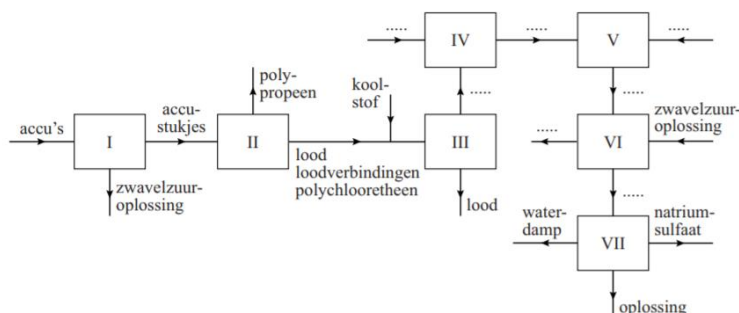 .....
IV
.....
V
.....
poly-
propeen
kool-
stof
.....
.....
accu's
accu-
stukjes
I
II
III
.....
VI
zwavelzuur-
oplossing
lood
loodverbindingen
polychlooretheen
zwavelzuur-
oplossing
lood
.....
water-
damp
VII
natrium-
sulfaat
oplossing